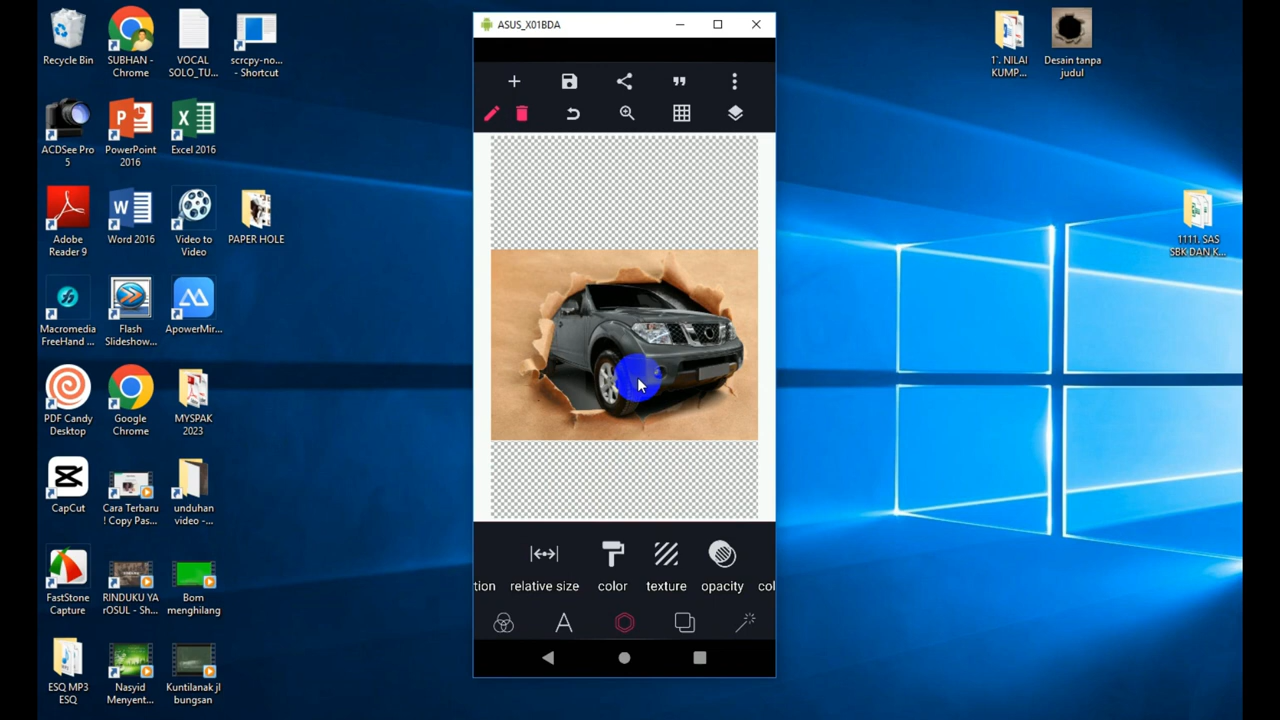 ASUS_X01BDA
Recycle Bin
SUBHAN -
Chrome
VOCAL
SOLO_TU...
scrcpy-no...
- Shortcut
1'. NILAI
KUMP...
Desain tanpa
judul
ACDSee Pro
5
PowerPoint
2016
Excel 2016
Adobe
Reader 9
Word 2016
Video to
Video
PAPER HOLE
1111. SAS
SBK DAN K...
Macromedia
FreeHand ...
Flash
Slideshow...
ApowerMir...
PDF Candy
Desktop
Google
Chrome
MYSPAK
2023
CapCut
Cara Terbaru
! Copy Pas...
unduhan
video -...
FastStone
Capture
RINDUKU YA
rOSUL - Sh...
Bom
menghilang
ESQ MP3
ESQ
Nasyid
Menyent...
Kuntilanak jl
bungsan
tion
relative size
color
texture
opacity
col